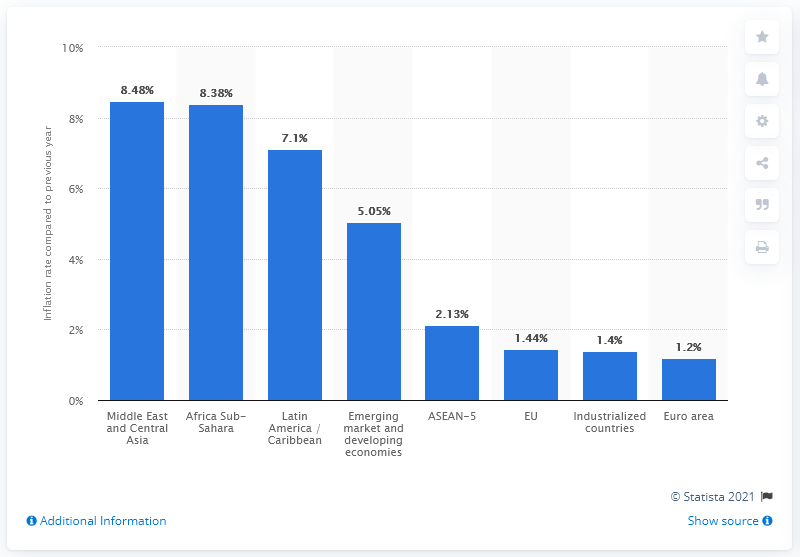 10%
8%
6%
4%
2%
0%
Inflation rate compared to previous year
8.48%
8.38%
7.1%
5.05%
2.13%
1.44%
1.4%
1.2%
Middle East
and Central
Asia
Africa Sub-
Sahara
Latin
America /
Caribbean
Emerging
market and
developing
economies
ASEAN-5
EU
Industrialized
countries
Euro area
© Statista 2021
Additional Information
Show source